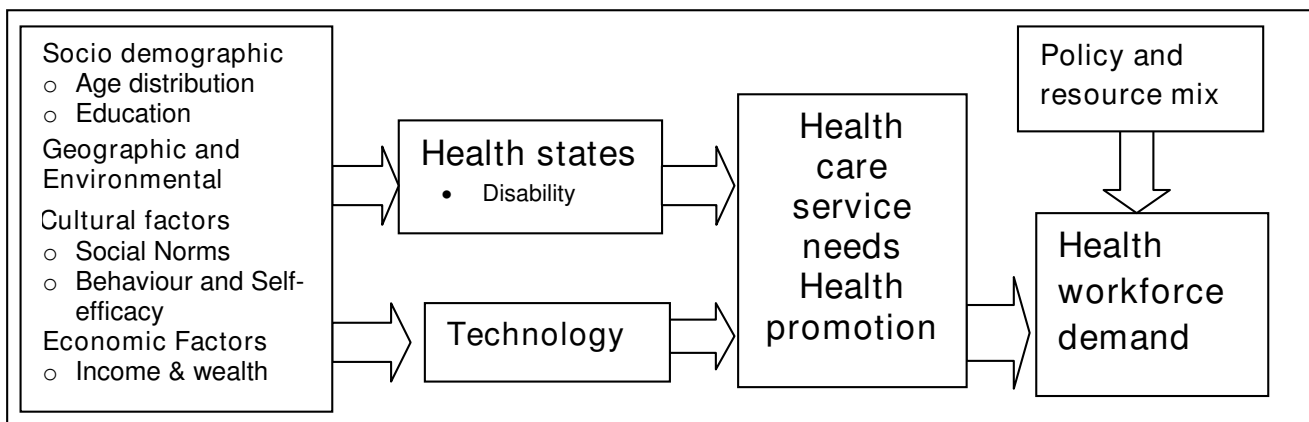 Socio demographic
o Age distribution
o Education
Geographic and
Environmental
Cultural factors
o Social Norms
o Behaviour and Self-
efficacy
Economic Factors
o Income & wealth
Health states
• Disability
Technology
Health
care
service
needs
Health
promotion
Policy and
resource mix
Health
workforce
demand